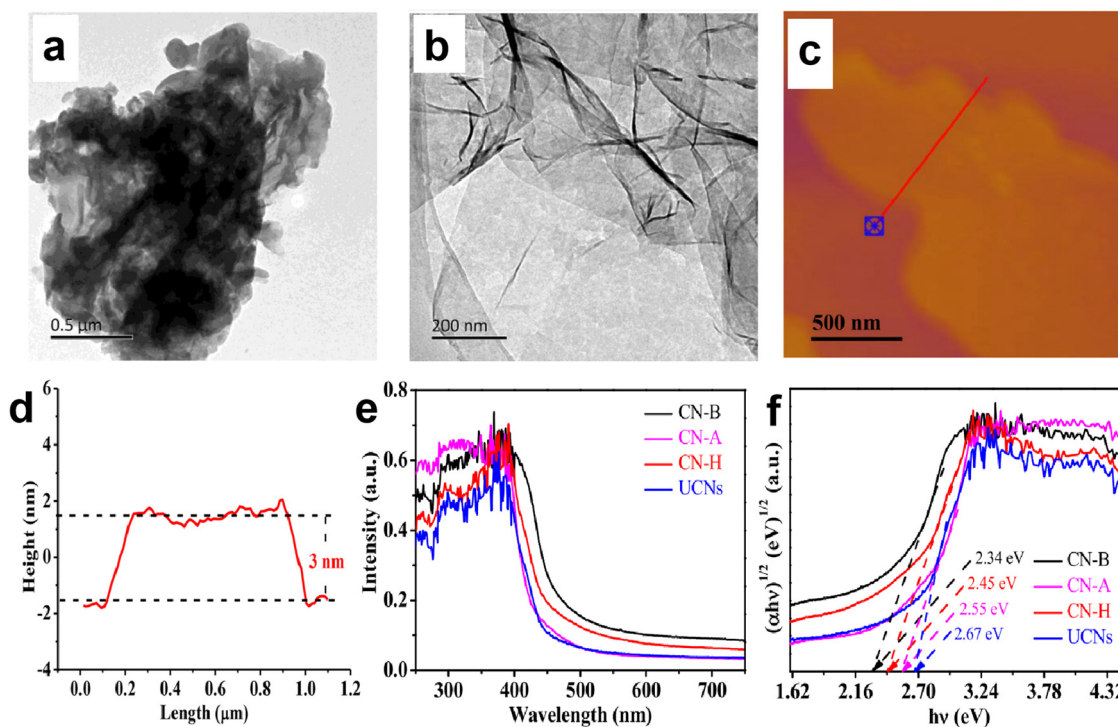 a
0.5 μm
b
200 nm
c
500 nm
d
Height (nm)
6
4
2
0
-2
-4
3 nm
0.0 0.2 0.4 0.6 0.8 1.0 1.2
Length (μm)
e
Intensity (a.u.)
0.8
0.6
0.4
0.2
0.0
CN-B
CN-A
CN-H
UCNs
300 400 500 600 700
Wavelength (nm)
f
(αhν)1/2 (eV)1/2 (a.u.)
2.34 eV
2.45 eV
2.55 eV
2.67 eV
CN-B
CN-A
CN-H
UCNs
1.62 2.16 2.70 3.24 3.78 4.32
hν (eV)